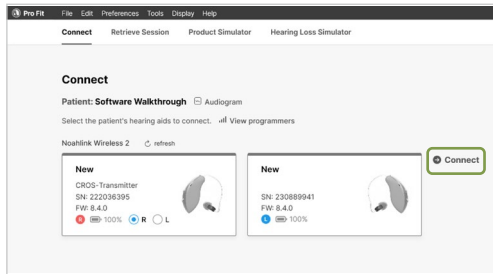 Pro Fit File Edit Preferences Tools Display Help
Connect Retrieve Session Product Simulator Hearing Loss Simulator
Connect
Patient: Software Walkthrough Audiogram
Select the patient's hearing aids to connect. View programmers
Noahlink Wireless 2 refresh
New
CROS-Transmitter
SN: 222036395
FW: 8.4.0
R 100% R L
New
SN: 230889941
FW: 8.4.0
L 100%
Connect